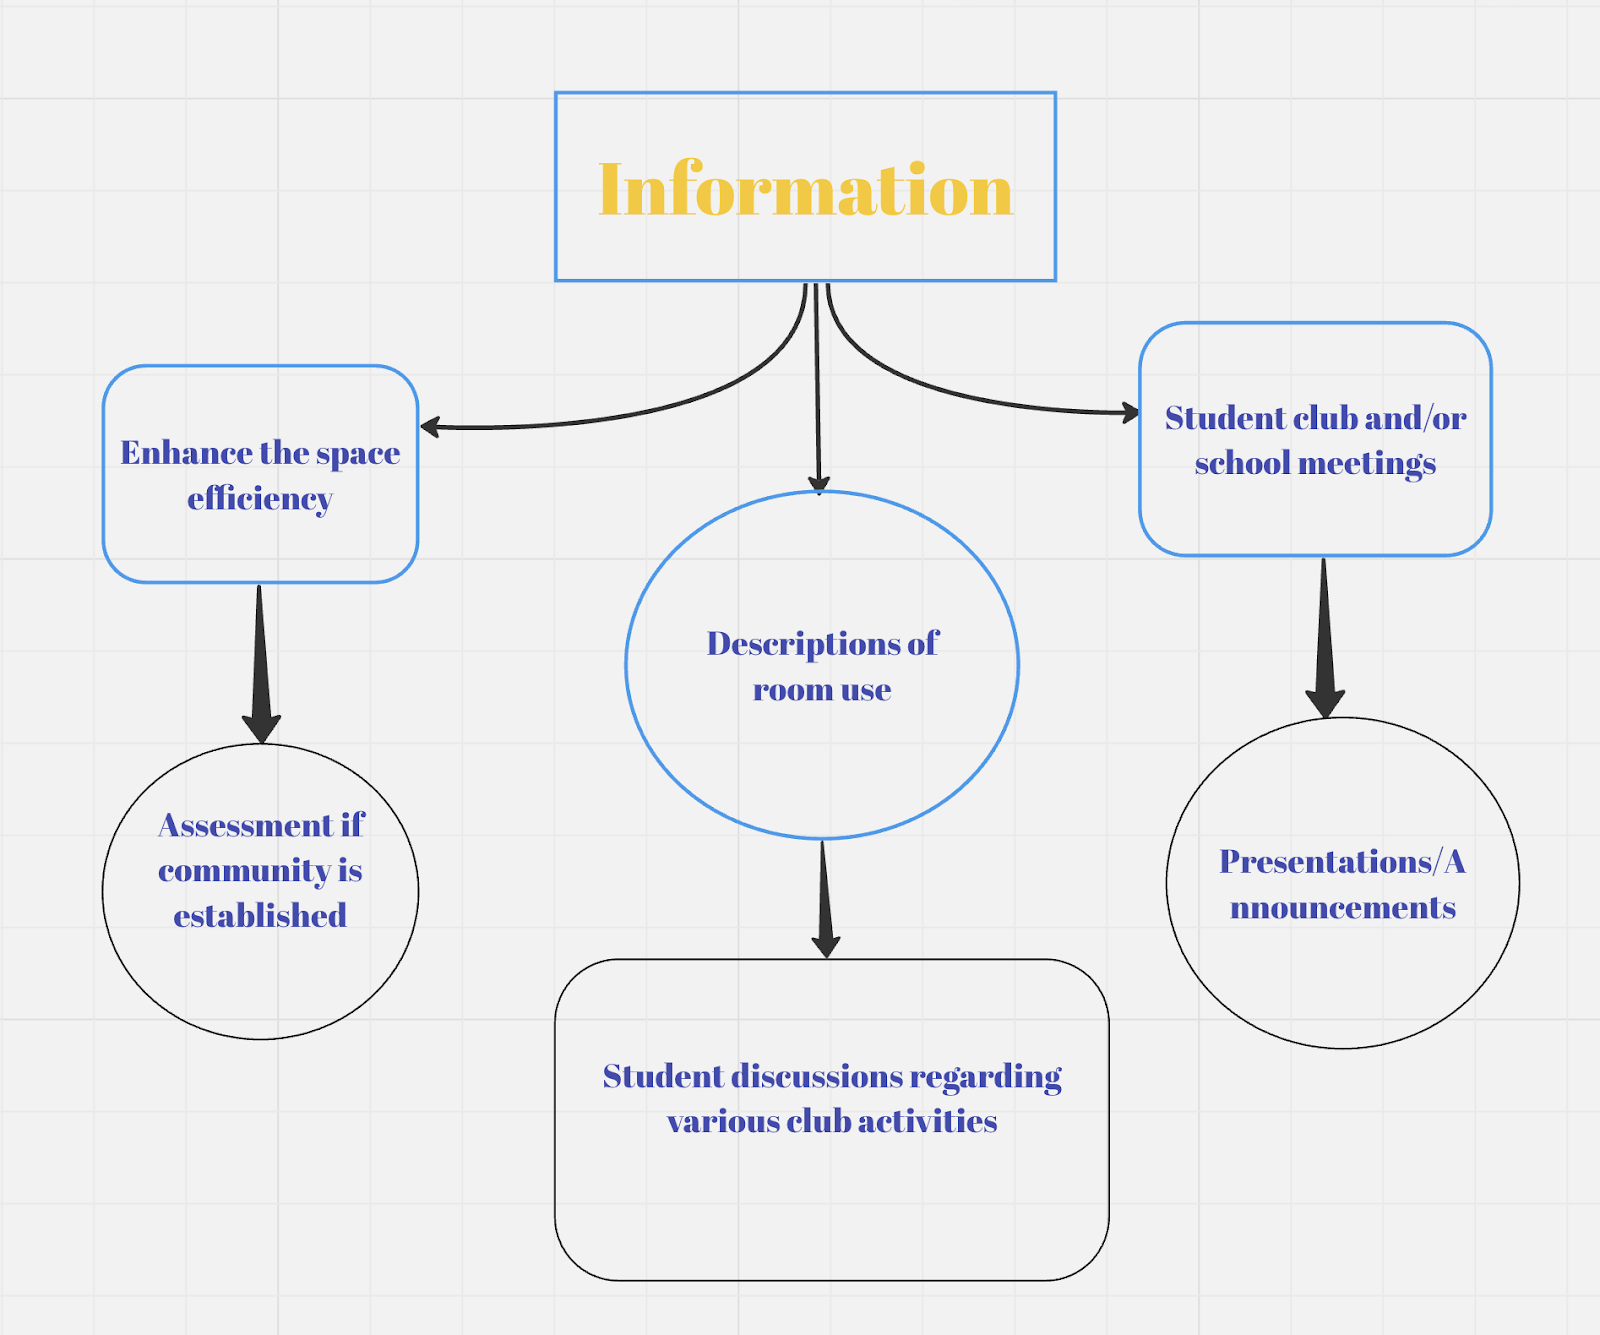 Information
Enhance the space
efficiency
Student club and/or
school meetings
Descriptions of
room use
Assessment if
community is
established
Presentations/A
nnouncements
Student discussions regarding
various club activities